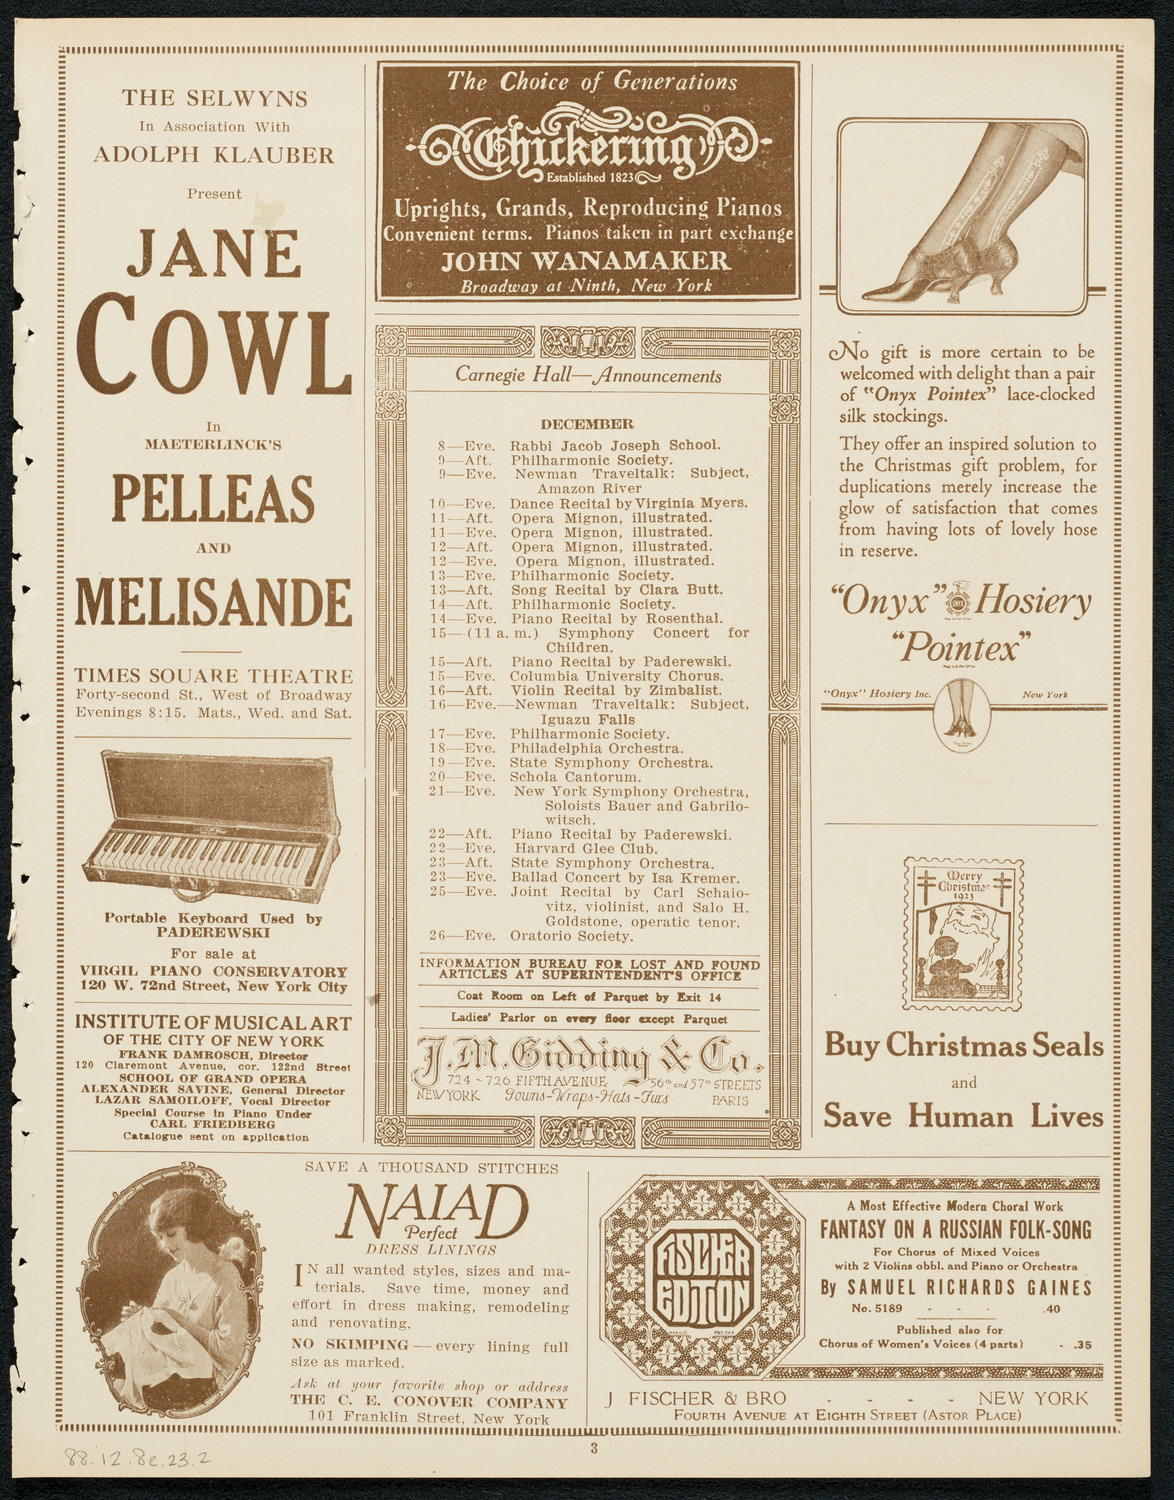 THE SELWYNS
In Association With
ADOLPH KLAUBER
Present
JANE
COWL
In
MAETERLINCK'S
PELLEAS
AND
MELISANDE
TIMES SQUARE THEATRE
Forty-second St., West of Broadway
Evenings 8:15. Mats., Wed. and Sat.
Portable Keyboard Used by
PADEREWSKI
For sale at
VIRGIL PIANO CONSERVATORY
120 W. 72nd Street, New York City
INSTITUTE OF MUSICAL ART
OF THE CITY OF NEW YORK
FRANK DAMROSCH, Director
120 Claremont Avenue, cor. 122nd Street
SCHOOL OF GRAND OPERA
ALEXANDER SAVINE, General Director
LAZAR SAMOILOFF, Vocal Director
Special Course in Piano Under
CARL FRIEDBERG
Catalogue sent on application
The Choice of Generations
Chickering
Established 1823
Uprights, Grands, Reproducing Pianos
Convenient terms. Pianos taken in part exchange
JOHN WANAMAKER
Broadway at Ninth, New York
Carnegie Hall—Announcements
DECEMBER
8—Eve. Rabbi Jacob Joseph School.
9—Aft. Philharmonic Society.
9—Eve. Newman Traveltalk: Subject,
Amazon River
10—Eve. Dance Recital by Virginia Myers.
11—Aft. Opera Mignon, illustrated.
11—Eve. Opera Mignon, illustrated.
12—Aft. Opera Mignon, illustrated.
12—Eve. Opera Mignon, illustrated.
13—Eve. Philharmonic Society.
13—Aft. Song Recital by Clara Butt.
14—Aft. Philharmonic Society.
14—Eve. Piano Recital by Rosenthal.
15—(11 a. m.) Symphony Concert for
Children.
15—Aft. Piano Recital by Paderewski.
15—Eve. Columbia University Chorus.
16—Aft. Violin Recital by Zimbalist.
16—Eve.—Newman Traveltalk: Subject,
Iguazu Falls
17—Eve. Philharmonic Society.
18—Eve. Philadelphia Orchestra.
19—Eve. State Symphony Orchestra.
20—Eve. Schola Cantorum.
21—Eve. New York Symphony Orchestra,
Soloists Bauer and Gabrilo-
witsch.
22—Aft. Piano Recital by Paderewski.
22—Eve. Harvard Glee Club.
23—Aft. State Symphony Orchestra.
23—Eve. Ballad Concert by Isa Kremer.
25—Eve. Joint Recital by Carl Schaio-
vitz, violinist, and Salo H.
Goldstone, operatic tenor.
26—Eve. Oratorio Society.
INFORMATION BUREAU FOR LOST AND FOUND
ARTICLES AT SUPERINTENDENT'S OFFICE
Coat Room on Left of Parquet by Exit 14
Ladies' Parlor on every floor except Parquet
J.M. Gidding & Co.
724-726 FIFTH AVENUE 56th and 57th STREETS
NEW YORK Gowns-Wraps-Hats-Furs PARIS
No gift is more certain to be
welcomed with delight than a pair
of "Onyx Pointex" lace-clocked
silk stockings.
They offer an inspired solution to
the Christmas gift problem, for
duplications merely increase the
glow of satisfaction that comes
from having lots of lovely hose
in reserve.
"Onyx" Hosiery
"Pointex"
"Onyx" Hosiery Inc. New York
Merry
Christmas
1923
Buy Christmas Seals
and
Save Human Lives
SAVE A THOUSAND STITCHES
NAIAD
Perfect
DRESS LININGS
IN all wanted styles, sizes and ma-
terials. Save time, money and
effort in dress making, remodeling
and renovating.
NO SKIMPING—every lining full
size as marked.
Ask at your favorite shop or address
THE C. E. CONOVER COMPANY
101 Franklin Street, New York
FISCHER
EDITION
A Most Effective Modern Choral Work
FANTASY ON A RUSSIAN FOLK-SONG
For Chorus of Mixed Voices
with 2 Violins obbl. and Piano or Orchestra
By SAMUEL RICHARDS GAINES
No. 5189 - - - .40
Published also for
Chorus of Women's Voices (4 parts) - .35
J FISCHER & BRO - - - - NEW YORK
FOURTH AVENUE AT EIGHTH STREET (ASTOR PLACE)
3
88.12.8e.23.2